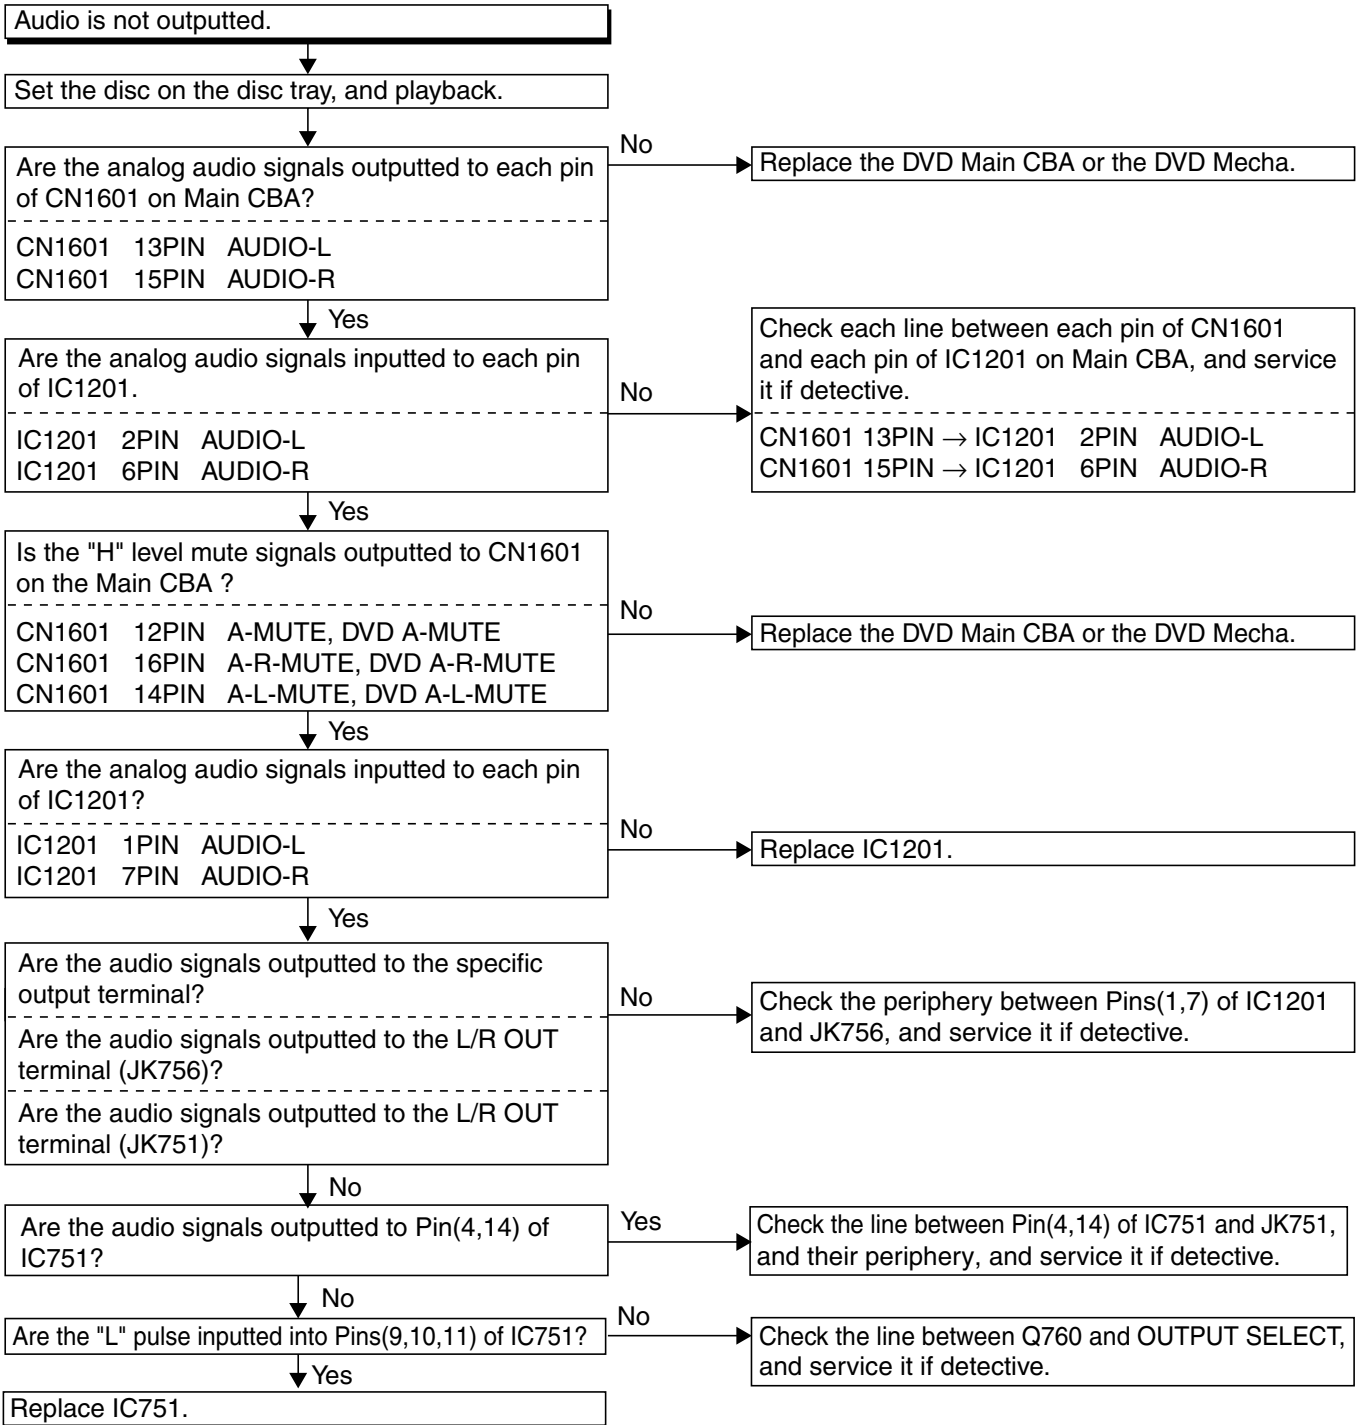 Audio is not outputted.
Set the disc on the disc tray, and playback.
Are the analog audio signals outputted to each pin
of CN1601 on Main CBA?
CN1601 13PIN AUDIO-L
CN1601 15PIN AUDIO-R
No
Replace the DVD Main CBA or the DVD Mecha.
Yes
Are the analog audio signals inputted to each pin
of IC1201.
IC1201 2PIN AUDIO-L
IC1201 6PIN AUDIO-R
No
Check each line between each pin of CN1601
and each pin of IC1201 on Main CBA, and service
it if detective.
CN1601 13PIN → IC1201 2PIN AUDIO-L
CN1601 15PIN → IC1201 6PIN AUDIO-R
Yes
Is the "H" level mute signals outputted to CN1601
on the Main CBA ?
CN1601 12PIN A-MUTE, DVD A-MUTE
CN1601 16PIN A-R-MUTE, DVD A-R-MUTE
CN1601 14PIN A-L-MUTE, DVD A-L-MUTE
No
Replace the DVD Main CBA or the DVD Mecha.
Yes
Are the analog audio signals inputted to each pin
of IC1201?
IC1201 1PIN AUDIO-L
IC1201 7PIN AUDIO-R
No
Replace IC1201.
Yes
Are the audio signals outputted to the specific
output terminal?
Are the audio signals outputted to the L/R OUT
terminal (JK756)?
Are the audio signals outputted to the L/R OUT
terminal (JK751)?
No
Check the periphery between Pins(1,7) of IC1201
and JK756, and service it if detective.
No
Are the audio signals outputted to Pin(4,14) of
IC751?
Yes
Check the line between Pin(4,14) of IC751 and JK751,
and their periphery, and service it if detective.
No
Are the "L" pulse inputted into Pins(9,10,11) of IC751?
No
Check the line between Q760 and OUTPUT SELECT,
and service it if detective.
Yes
Replace IC751.